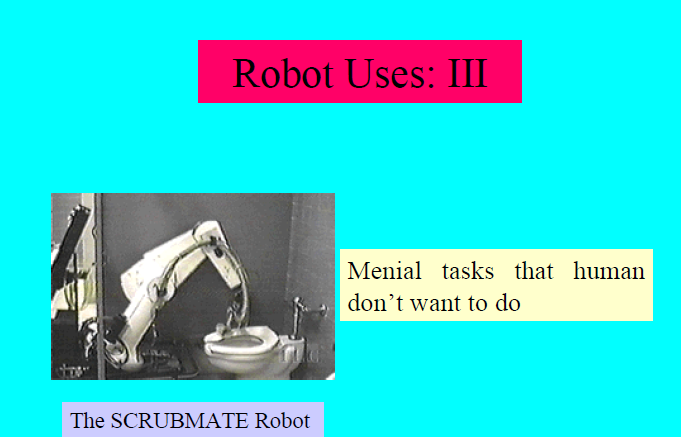 Robot Uses: III
Menial tasks that human
don't want to do
The SCRUBMATE Robot